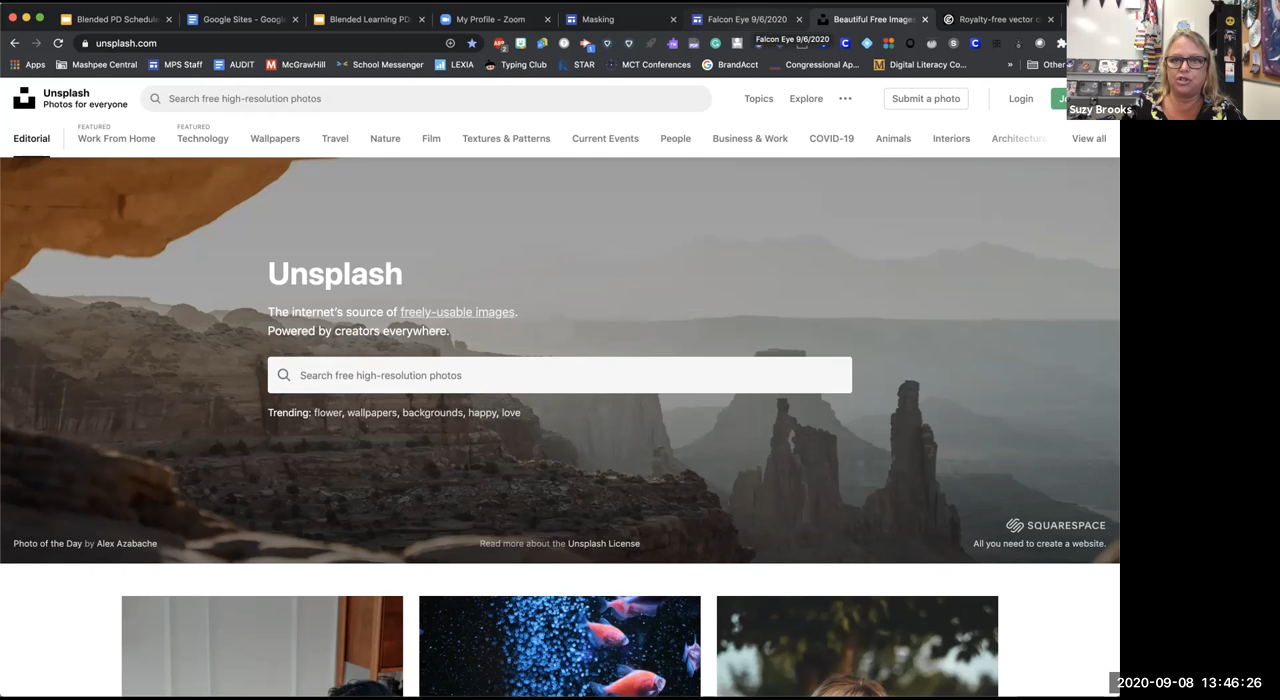 Blended PD Schedule
Google Sites - Google
Blended Learning PD
My Profile - Zoom
Masking
Falcon Eye 9/6/2020
Beautiful Free Images
Royalty-free vector
unsplash.com
Falcon Eye 9/6/2020
Apps
Mashpee Central
MPS Staff
AUDIT
McGrawHill
School Messenger
LEXIA
Typing Club
STAR
MCT Conferences
BrandAcct
Congressional Ap...
Digital Literacy Co...
»
Other
Suzy Brooks
Unsplash
Photos for everyone
Search free high-resolution photos
Topics
Explore
Submit a photo
Login
FEATURED
FEATURED
Editorial
Work From Home
Technology
Wallpapers
Travel
Nature
Film
Textures & Patterns
Current Events
People
Business & Work
COVID-19
Animals
Interiors
Architecture
View all
Unsplash
The internet's source of freely-usable images.
Powered by creators everywhere.
Search free high-resolution photos
Trending: flower, wallpapers, backgrounds, happy, love
SQUARESPACE
Photo of the Day by Alex Azabache
Read more about the Unsplash License
All you need to create a website.
2020-09-08 13:46:26